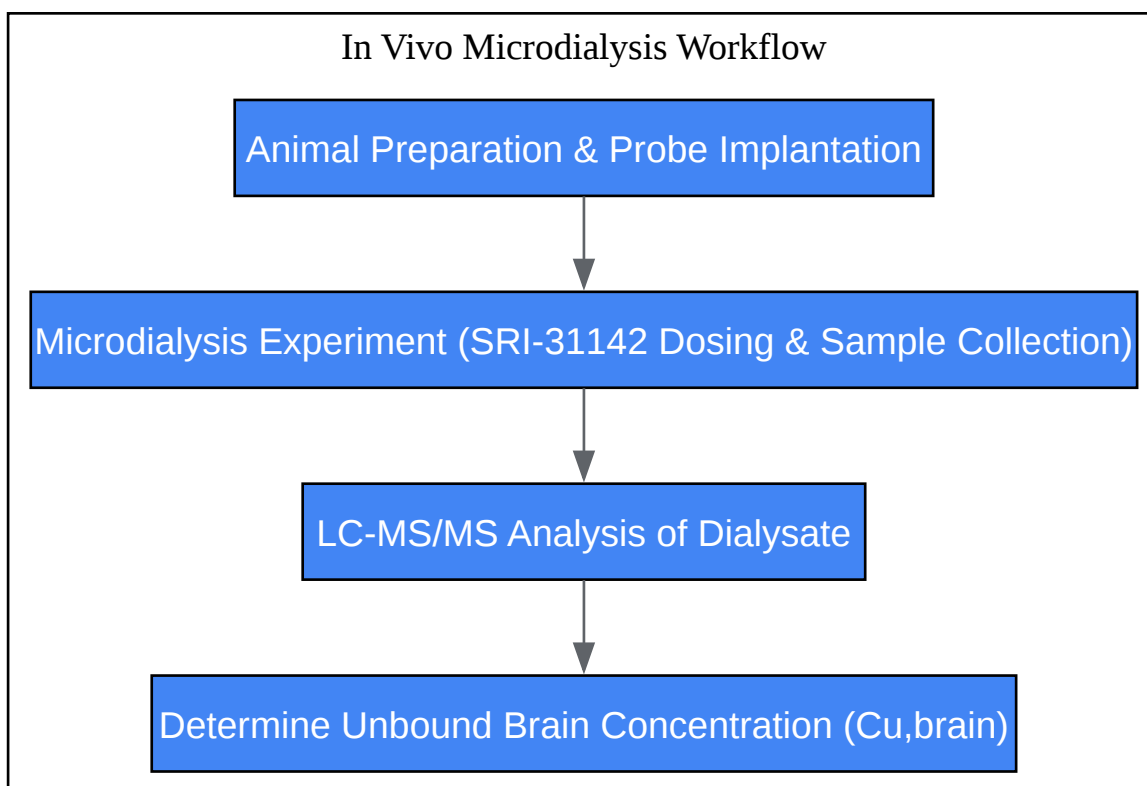 In Vivo Microdialysis Workflow
Animal Preparation & Probe Implantation
Microdialysis Experiment (SRI-31142 Dosing & Sample Collection)
LC-MS/MS Analysis of Dialysate
Determine Unbound Brain Concentration (Cu,brain)